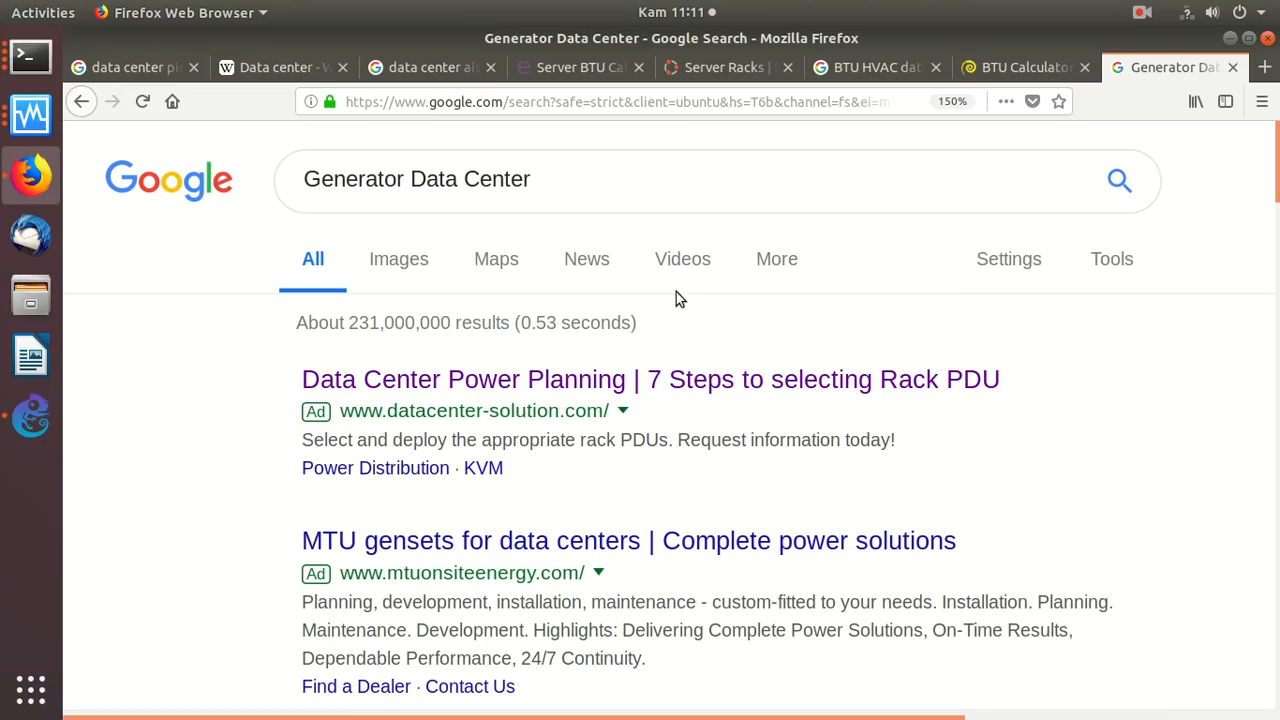 Activities Firefox Web Browser Kam 11:11
Generator Data Center - Google Search - Mozilla Firefox
data center pi Data center - W data center ais Server BTU Cal Server Racks | BTU HVAC dat BTU Calculator Generator Dat
https://www.google.com/search?safe=strict&client=ubuntu&hs=T6b&channel=fs&ei=m 150%
Google Generator Data Center
All Images Maps News Videos More Settings Tools
About 231,000,000 results (0.53 seconds)
Data Center Power Planning | 7 Steps to selecting Rack PDU
Ad www.datacenter-solution.com/
Select and deploy the appropriate rack PDUs. Request information today!
Power Distribution · KVM
MTU gensets for data centers | Complete power solutions
Ad www.mtuonsiteenergy.com/
Planning, development, installation, maintenance - custom-fitted to your needs. Installation. Planning.
Maintenance. Development. Highlights: Delivering Complete Power Solutions, On-Time Results,
Dependable Performance, 24/7 Continuity.
Find a Dealer · Contact Us